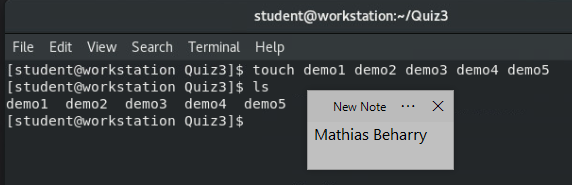 student@workstation:~/Quiz3
File Edit View Search Terminal Help
[student@workstation Quiz3]$ touch demo1 demo2 demo3 demo4 demo5
[student@workstation Quiz3]$ ls
demo1 demo2 demo3 demo4 demo5
[student@workstation Quiz3]$
New Note ··· ×
Mathias Beharry